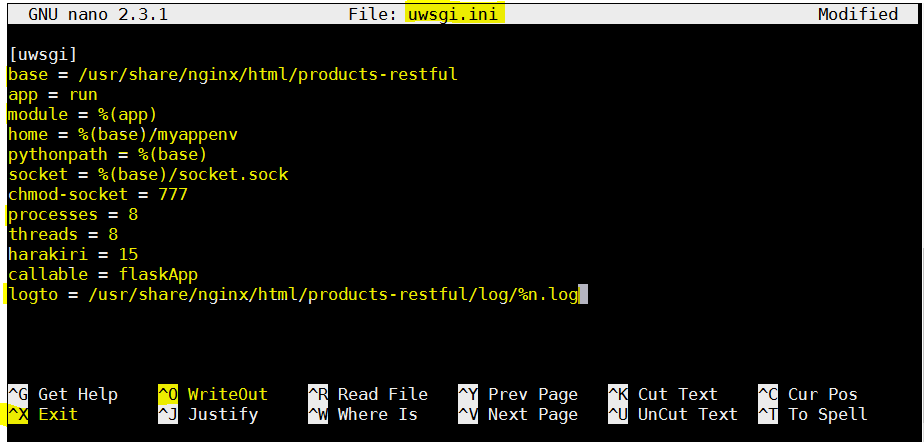 GNU nano 2.3.1 File: uwsgi.ini Modified
[uwsgi]
base = /usr/share/nginx/html/products-restful
app = run
module = %(app)
home = %(base)/myappenv
pythonpath = %(base)
socket = %(base)/socket.sock
chmod-socket = 777
processes = 8
threads = 8
harakiri = 15
callable = flaskApp
logto = /usr/share/nginx/html/products-restful/log/%n.log
^G Get Help ^O WriteOut ^R Read File ^Y Prev Page ^K Cut Text ^C Cur Pos
^X Exit ^J Justify ^W Where Is ^V Next Page ^U UnCut Text ^T To Spell